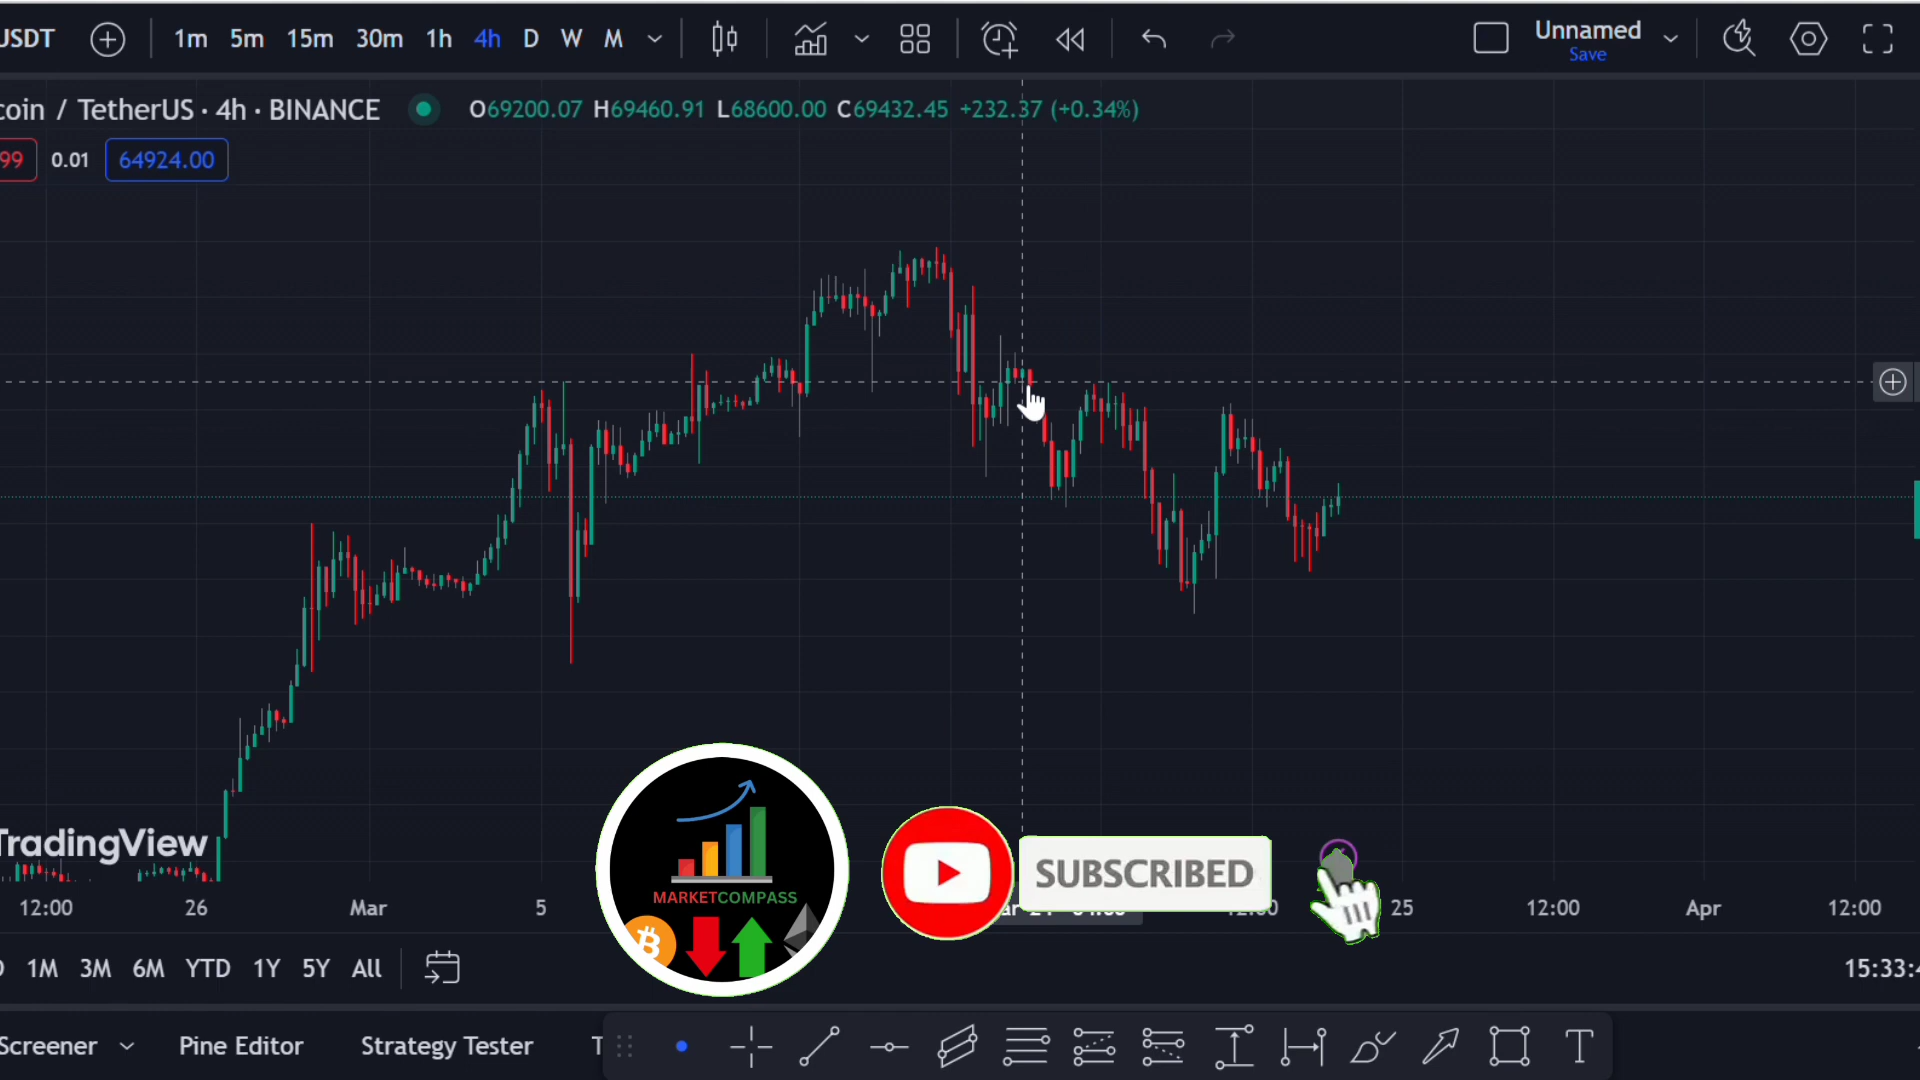 USDT 1m 5m 15m 30m 1h 4h D W M Unnamed
Save
coin / TetherUS · 4h · BINANCE O69200.07 H69460.91 L68600.00 C69432.45 +232.37 (+0.34%)
99 0.01 64924.00
TradingView
MARKETCOMPASS
SUBSCRIBED
12:00 26 Mar 5 25 12:00 Apr 12:00
1M 3M 6M YTD 1Y 5Y All 15:33:4
Screener Pine Editor Strategy Tester T